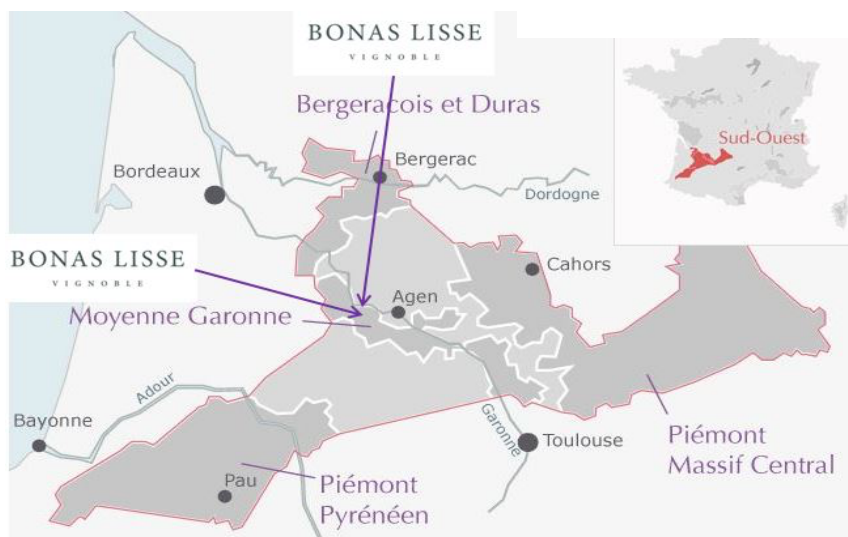 BONAS LISSE
VIGNOBLE
Sud-Ouest
Bergeracois et Duras
Bordeaux
Bergerac
Dordogne
BONAS LISSE
VIGNOBLE
Cahors
Agen
Moyenne Garonne
Adour
Bayonne
Garonne
Toulouse
Pau
Piémont
Pyrénéen
Piémont
Massif Central